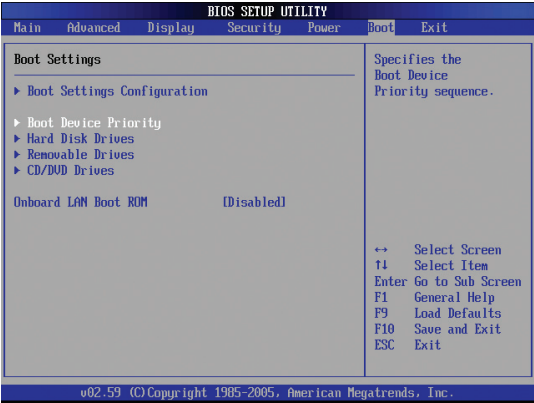 BIOS SETUP UTILITY
Main Advanced Display Security Power Boot Exit
Boot Settings
▶ Boot Settings Configuration
▶ Boot Device Priority
▶ Hard Disk Drives
▶ Removable Drives
▶ CD/DVD Drives
Onboard LAN Boot ROM [Disabled]
Specifies the
Boot Device
Priority sequence.
↔ Select Screen
↑↓ Select Item
Enter Go to Sub Screen
F1 General Help
F9 Load Defaults
F10 Save and Exit
ESC Exit
v02.59 (C)Copyright 1985-2005, American Megatrends, Inc.